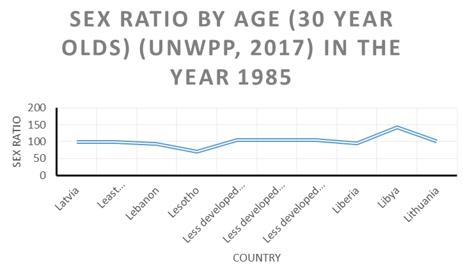 SEX RATIO BY AGE (30 YEAR
OLDS) (UNWPP, 2017) IN THE
YEAR 1985
200
150
100
50
0
SEX RATIO
Latvia
Least...
Lebanon
Lesotho
Less developed...
Less developed...
Less developed...
Liberia
Libya
Lithuania
COUNTRY